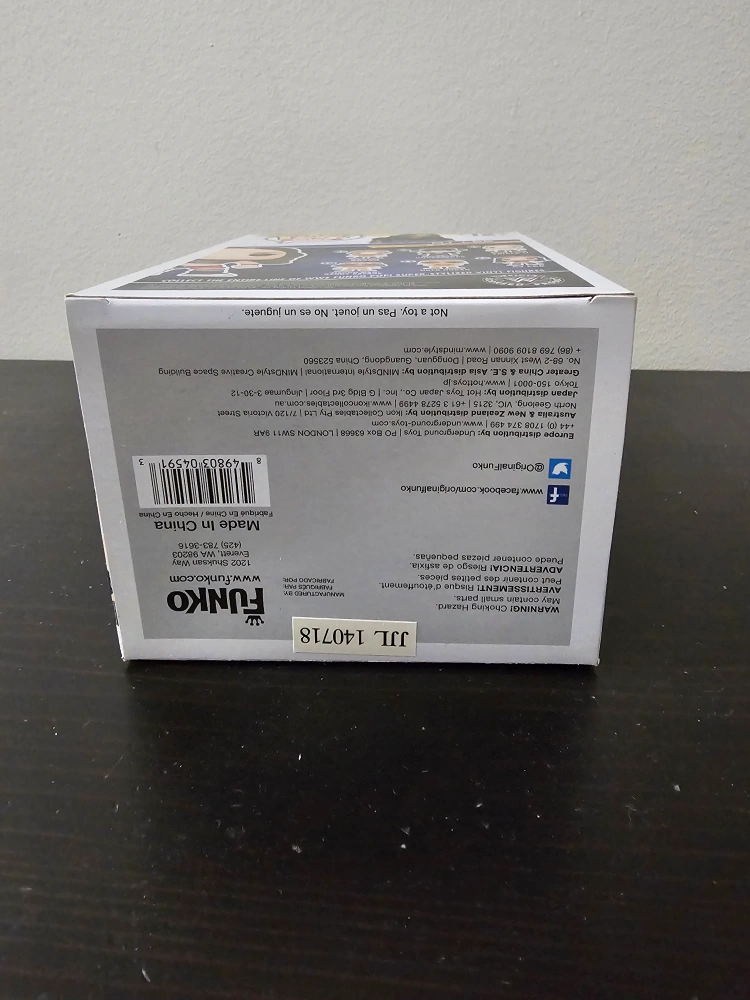 JJL 140718
FUNKO
www.funko.com
1202 Shuksan Way
Everett, WA 98203
(425) 783-3616
Made In China
Fabriqué En Chine / Hecho En China
8 49803 04591 3
MANUFACTURED BY:
FABRIQUÉS PAR:
FABRICADO POR:
WARNING! Choking Hazard.
May contain small parts.
AVERTISSEMENT! Risque d'étouffement.
Peut contenir des petites pièces.
ADVERTENCIA! Riesgo de asfixia.
Puede contener piezas pequeñas.
www.facebook.com/originalfunko
@OriginalFunko
Europe distribution by: Underground Toys | PO Box 63668 | LONDON SW11 9AR
+44 (0) 1708 374 499 | www.underground-toys.com
Australia & New Zealand distribution by: Ikon Collectables Pty Ltd | 7/120 Victoria Street
North, Geelong, VIC, 3215 | +61 3 5278 4499 | www.ikoncollectables.com.au
Japan distribution by: Hot Toys Japan Co., Inc. | G Bldg 3rd Floor | Jingumae 3-30-12
Tokyo 150-0001 | www.hottoys.jp
Greater China & S.E Asia distribution by: MINDstyle International | MINDstyle Creative Space Building
No. 68-2 West Xinnan Road | Dongguan, Guangdong, China 523560
+ (86) 769 8109 9090 | www.mindstyle.com
Not a toy. Pas un jouet. No es un juguete.